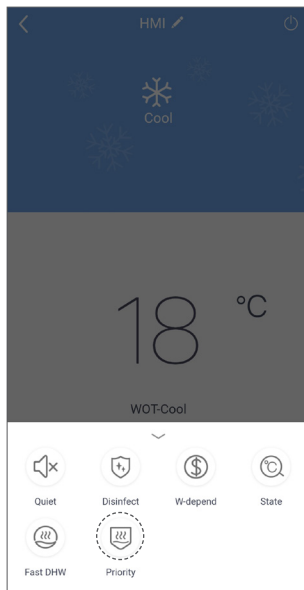 HMI
Cool
18 °C
WOT-Cool
Quiet Disinfect W-depend State
Fast DHW Priority